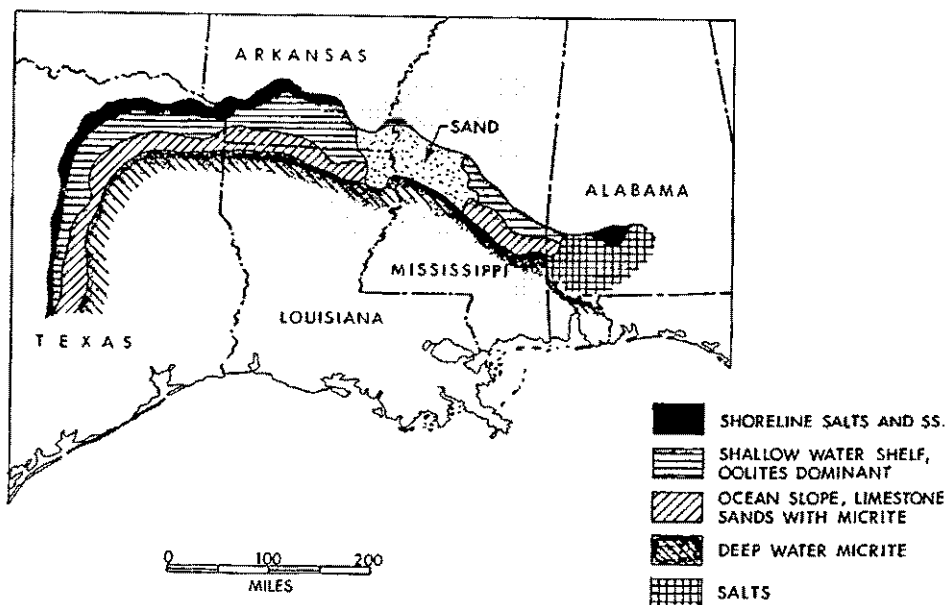 ARKANSAS
SAND
ALABAMA
MISSISSIPPI
LOUISIANA
TEXAS
SHORELINE SALTS AND SS.
SHALLOW WATER SHELF,
OOLITES DOMINANT
OCEAN SLOPE, LIMESTONE
SANDS WITH MICRITE
DEEP WATER MICRITE
SALTS
0 100 200
MILES